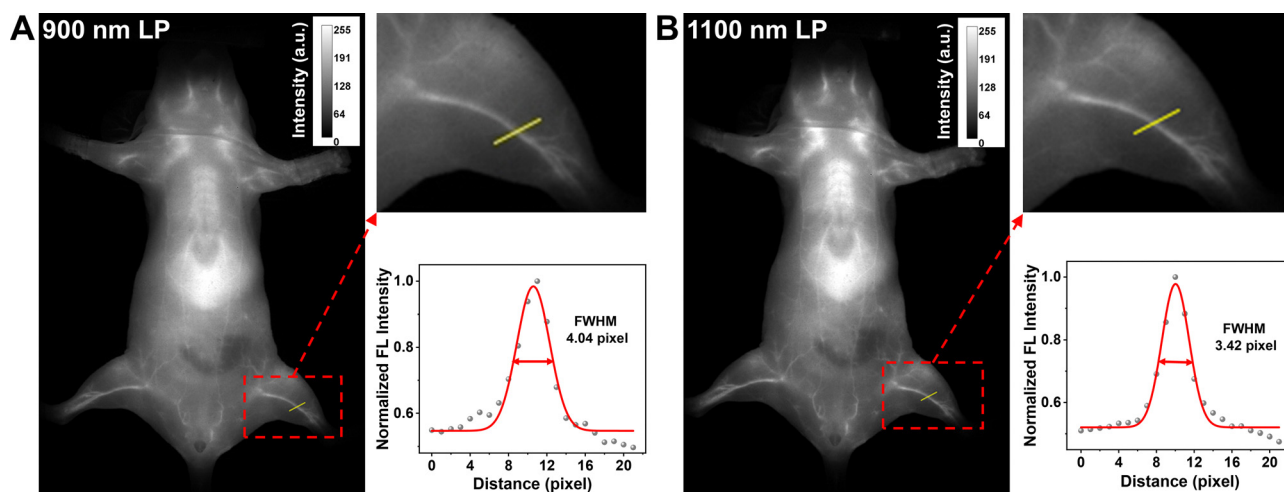 A
900 nm LP
Intensity (a.u.)
255
191
128
64
0
Normalized FL Intensity
1.0
0.8
0.6
FWHM
4.04 pixel
0 4 8 12 16 20
Distance (pixel)
B
1100 nm LP
Intensity (a.u.)
255
191
128
64
0
Normalized FL Intensity
1.0
0.8
0.6
FWHM
3.42 pixel
0 4 8 12 16 20
Distance (pixel)